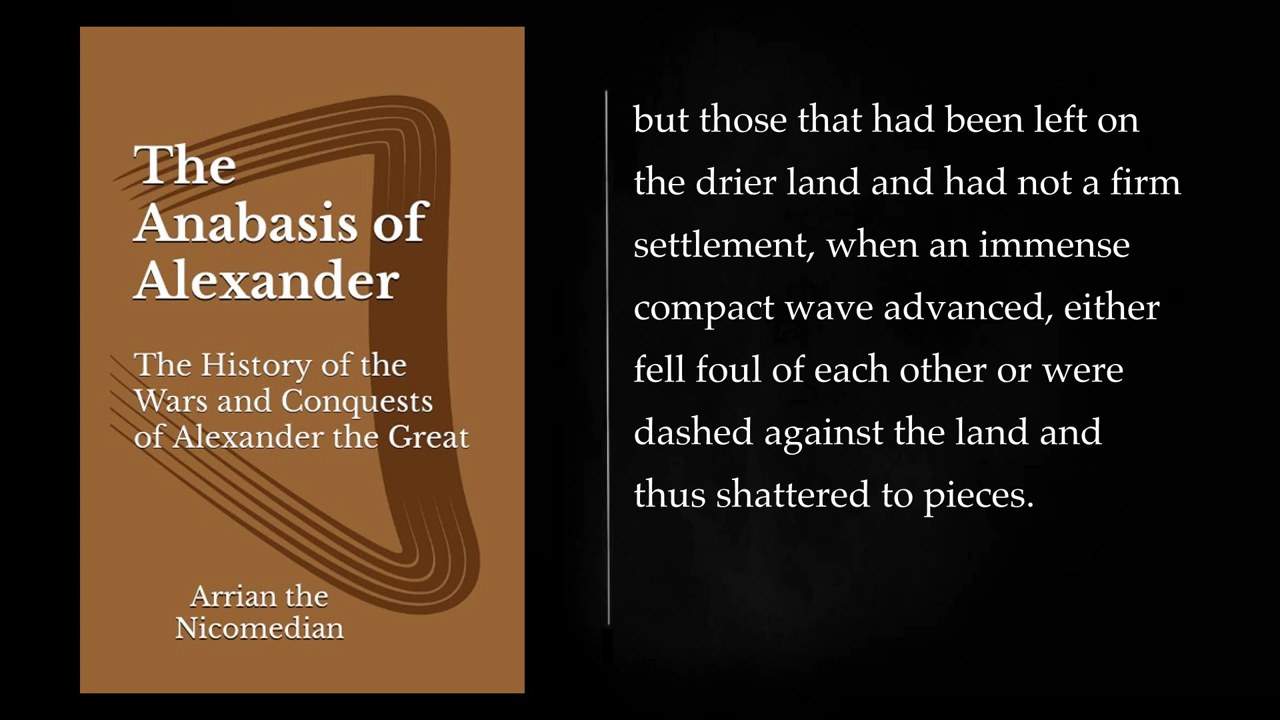 The
Anabasis of
Alexander
The History of the
Wars and Conquests
of Alexander the Great
Arrian the
Nicomedian
but those that had been left on
the drier land and had not a firm
settlement, when an immense
compact wave advanced, either
fell foul of each other or were
dashed against the land and
thus shattered to pieces.